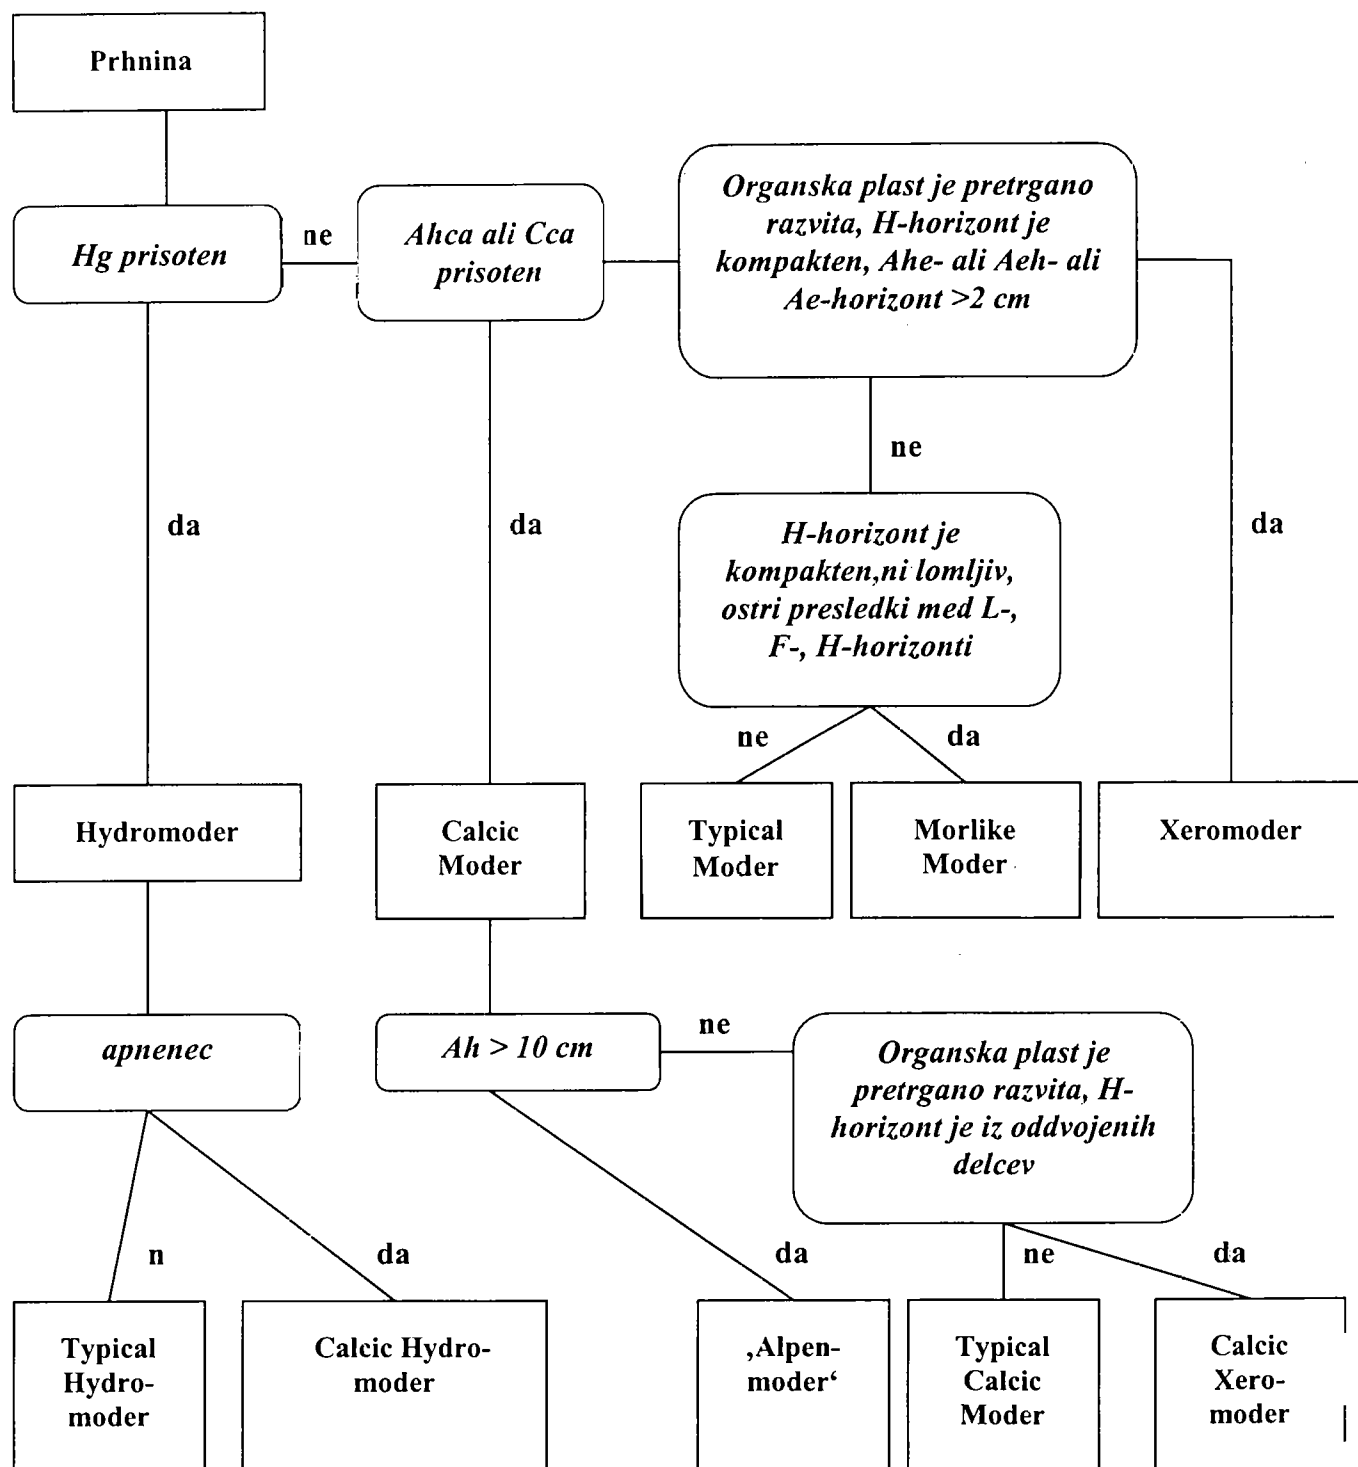 Prhnina
Hg prisoten
ne
Ahca ali Cca
prisoten
Organska plast je pretrgano
razvita, H-horizont je
kompakten, Ahe- ali Aeh- ali
Ae-horizont >2 cm
ne
da
da
da
H-horizont je
kompakten,ni lomljiv,
ostri presledki med L-,
F-, H-horizonti
ne
da
Hydromoder
Calcic
Moder
Typical
Moder
Morlike
Moder
Xeromoder
apnenec
Ah > 10 cm
ne
Organska plast je
pretrgano razvita, H-
horizont je iz oddvojenih
delcev
n
da
da
ne
da
Typical
Hydro-
moder
Calcic Hydro-
moder
‚Alpen-
moder‘
Typical
Calcic
Moder
Calcic
Xero-
moder